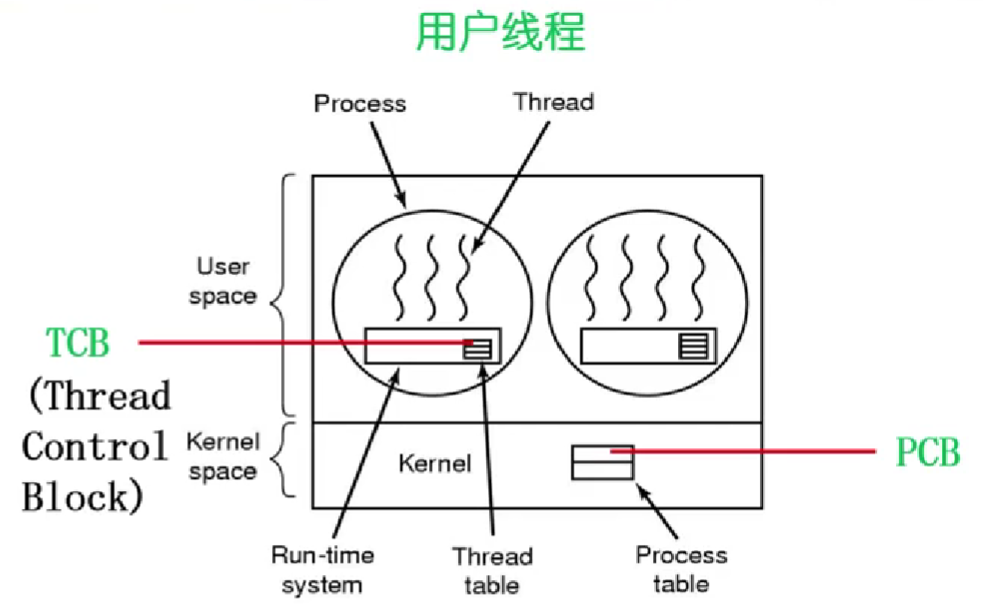 用户线程
Process
Thread
User
space
TCB
(Thread
Control
Block)
Kernel
space
Kernel
PCB
Run-time
system
Thread
table
Process
table